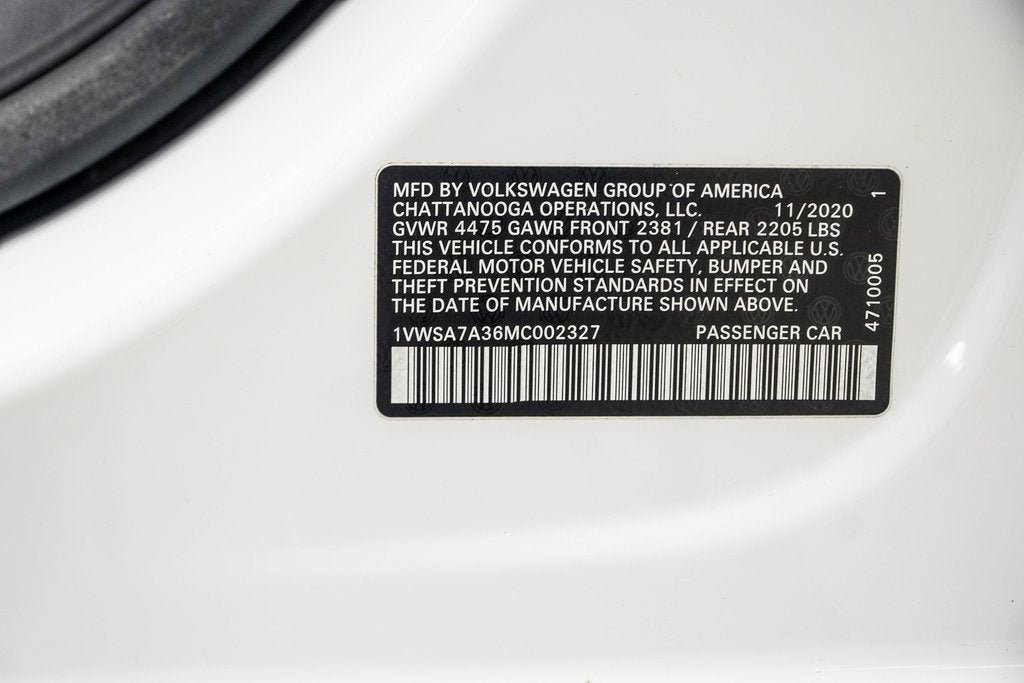 MFD BY VOLKSWAGEN GROUP OF AMERICA
CHATTANOOGA OPERATIONS, LLC. 11/2020
GVWR 4475 GAWR FRONT 2381 / REAR 2205 LBS
THIS VEHICLE CONFORMS TO ALL APPLICABLE U.S.
FEDERAL MOTOR VEHICLE SAFETY, BUMPER AND
THEFT PREVENTION STANDARDS IN EFFECT ON
THE DATE OF MANUFACTURE SHOWN ABOVE.
1VWSA7A36MC002327 PASSENGER CAR
4710005 1